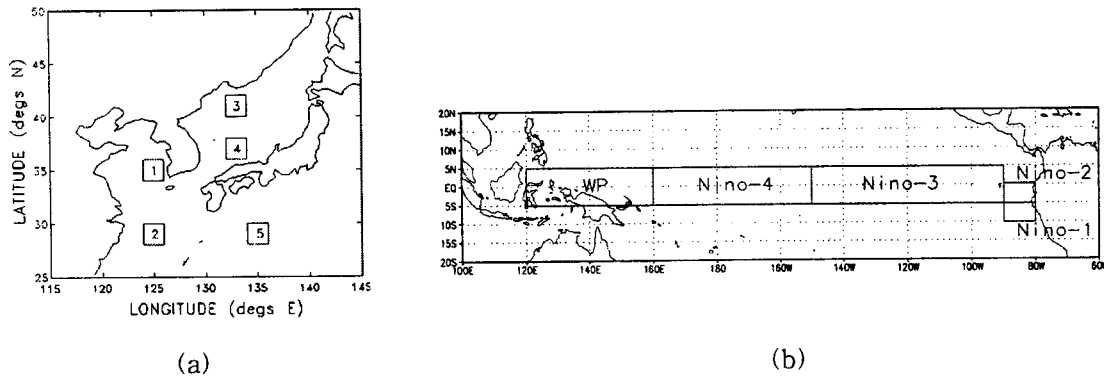 50
45
40
35
30
25
LATITUDE (degs N)
3
4
1
2
5
115 120 125 130 135 140 145
LONGITUDE (degs E)
(a)
20N
15N
10N
5N
EQ
5S
10S
15S
20S
WP
Nino-4
Nino-3
Nino-2
Nino-1
100E 120E 140E 160E 180 160W 140W 120W 100W 80W 60W
(b)